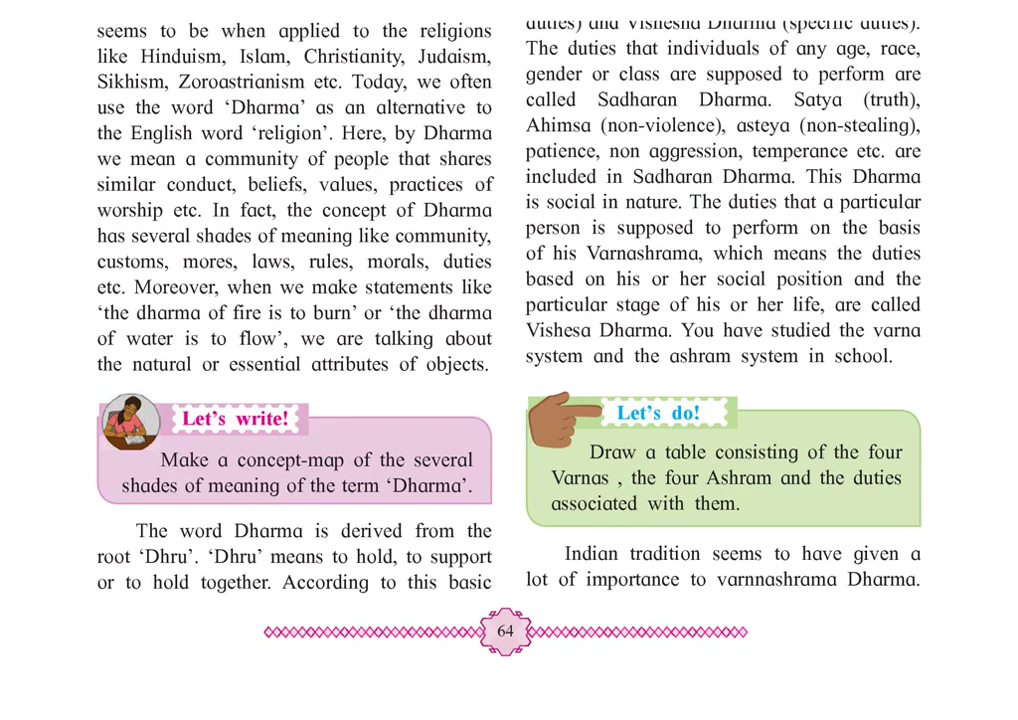 seems to be when applied to the religions
like Hinduism, Islam, Christianity, Judaism,
Sikhism, Zoroastrianism etc. Today, we often
use the word ‘Dharma’ as an alternative to
the English word ‘religion’. Here, by Dharma
we mean a community of people that shares
similar conduct, beliefs, values, practices of
worship etc. In fact, the concept of Dharma
has several shades of meaning like community,
customs, mores, laws, rules, morals, duties
etc. Moreover, when we make statements like
‘the dharma of fire is to burn’ or ‘the dharma
of water is to flow’, we are talking about
the natural or essential attributes of objects.
Let’s write!
Make a concept-map of the several
shades of meaning of the term ‘Dharma’.
The word Dharma is derived from the
root ‘Dhru’. ‘Dhru’ means to hold, to support
or to hold together. According to this basic
duties) and Vishesha Dharma (specific duties).
The duties that individuals of any age, race,
gender or class are supposed to perform are
called Sadharan Dharma. Satya (truth),
Ahimsa (non-violence), asteya (non-stealing),
patience, non aggression, temperance etc. are
included in Sadharan Dharma. This Dharma
is social in nature. The duties that a particular
person is supposed to perform on the basis
of his Varnashrama, which means the duties
based on his or her social position and the
particular stage of his or her life, are called
Vishesa Dharma. You have studied the varna
system and the ashram system in school.
Let’s do!
Draw a table consisting of the four
Varnas , the four Ashram and the duties
associated with them.
Indian tradition seems to have given a
lot of importance to varnnashrama Dharma.
64